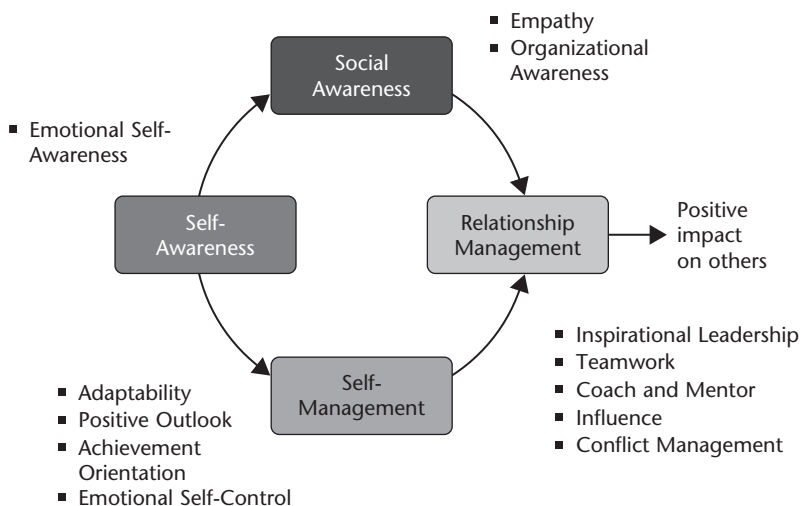 ▪ Empathy
▪ Organizational
Awareness
Social
Awareness
▪ Emotional Self-
Awareness
Self-
Awareness
Relationship
Management
Positive
impact
on others
Self-
Management
▪ Adaptability
▪ Positive Outlook
▪ Achievement
Orientation
▪ Emotional Self-Control
▪ Inspirational Leadership
▪ Teamwork
▪ Coach and Mentor
▪ Influence
▪ Conflict Management